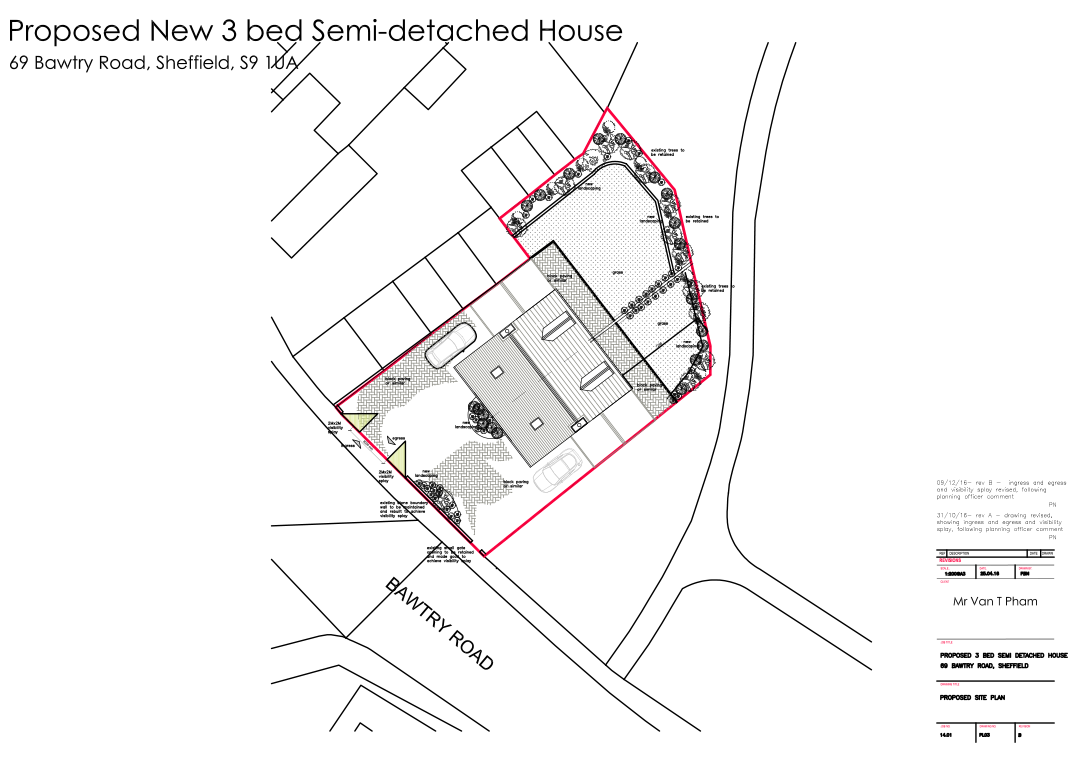 Proposed New 3 bed Semi-detached House
69 Bawtry Road, Sheffield, S9 1UA
existing trees to
be retained
new
landscaping
new
landscaping
existing trees to
be retained
grass
block paving
or similar
existing trees to
be retained
grass
new
landscaping
block paving
or similar
block paving
or similar
new
landscaping
2Mx2M
visibility
splay
ingress
egress
2Mx2M
visibility
splay
new
landscaping
block paving
or similar
existing stone boundary
wall to be maintained
and rebuilt to achieve
visibility splay
existing small gate
opening to be retained
and made good to
achieve visibility splay
BAWTRY ROAD
09/12/16- rev B - ingress and egress
and visibility splay revised, following
planning officer comment
PN
31/10/16- rev A - drawing revised,
showing ingress and egress and visibility
splay, following planning officer comment
PN
REF DESCRIPTION DATE DRAWN
REVISIONS
SCALE DATE DRAWN BY
1:200@A3 25.04.16
CLIENT
Mr Van T Pham
JOB TITLE
PROPOSED 3 BED SEMI DETACHED HOUSE
69 BAWTRY ROAD, SHEFFIELD
DRAWING TITLE
PROPOSED SITE PLAN
JOB NO DRAWING NO REVISION
14.01 PL03 B